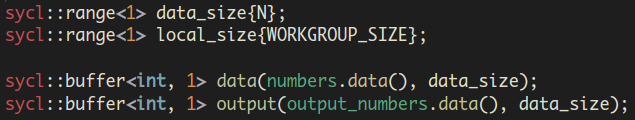 sycl::range<1> data_size{N};
sycl::range<1> local_size{WORKGROUP_SIZE};
sycl::buffer<int, 1> data(numbers.data(), data_size);
sycl::buffer<int, 1> output(output_numbers.data(), data_size);